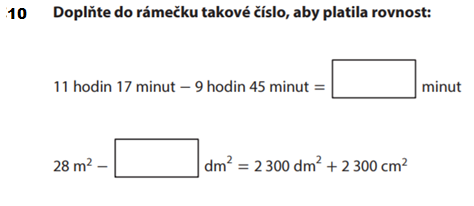 10 Doplňte do rámečku takové číslo, aby platila rovnost:
11 hodin 17 minut − 9 hodin 45 minut = minut
28 m² − dm² = 2 300 dm² + 2 300 cm²